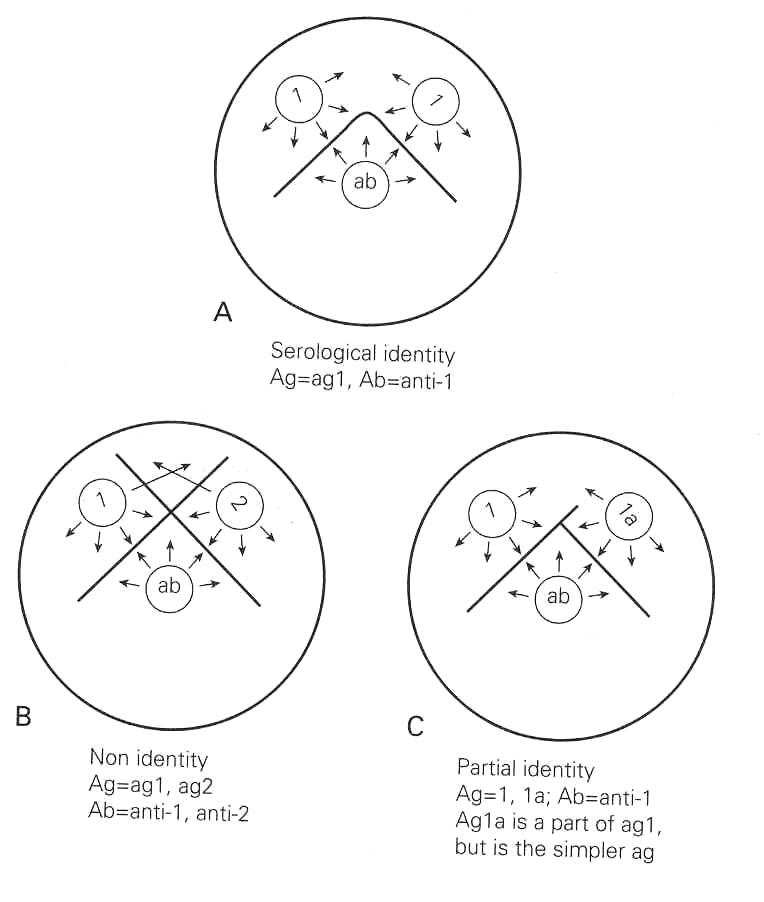 1
1
ab
A
Serological identity
Ag=ag1, Ab=anti-1
1
2
ab
B
Non identity
Ag=ag1, ag2
Ab=anti-1, anti-2
1
1a
ab
C
Partial identity
Ag=1, 1a; Ab=anti-1
Ag1a is a part of ag1,
but is the simpler ag